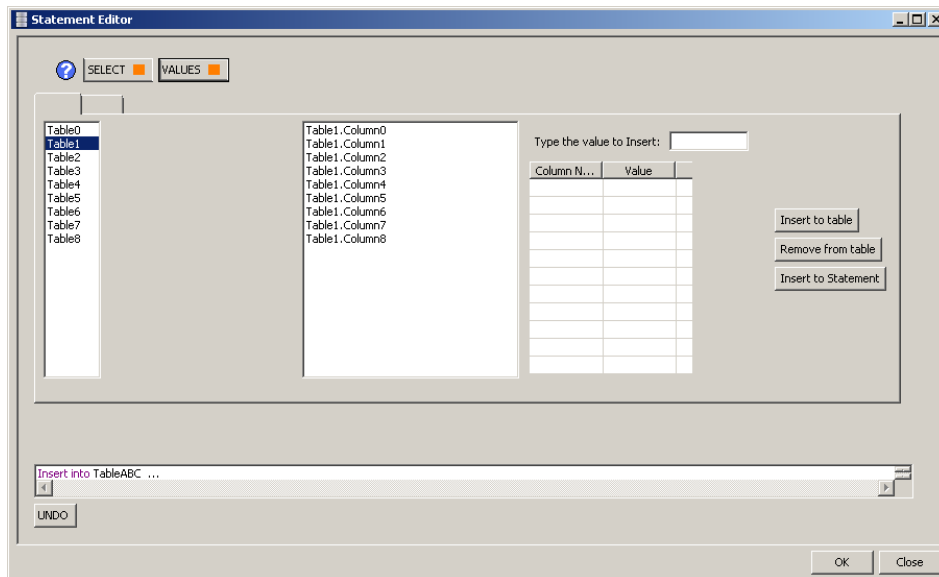 Statement Editor
SELECT VALUES
Table0
Table1
Table2
Table3
Table4
Table5
Table6
Table7
Table8
Table1.Column0
Table1.Column1
Table1.Column2
Table1.Column3
Table1.Column4
Table1.Column5
Table1.Column6
Table1.Column7
Table1.Column8
Type the value to Insert:
Column N... Value
Insert to table
Remove from table
Insert to Statement
Insert into TableABC ...
UNDO
OK Close